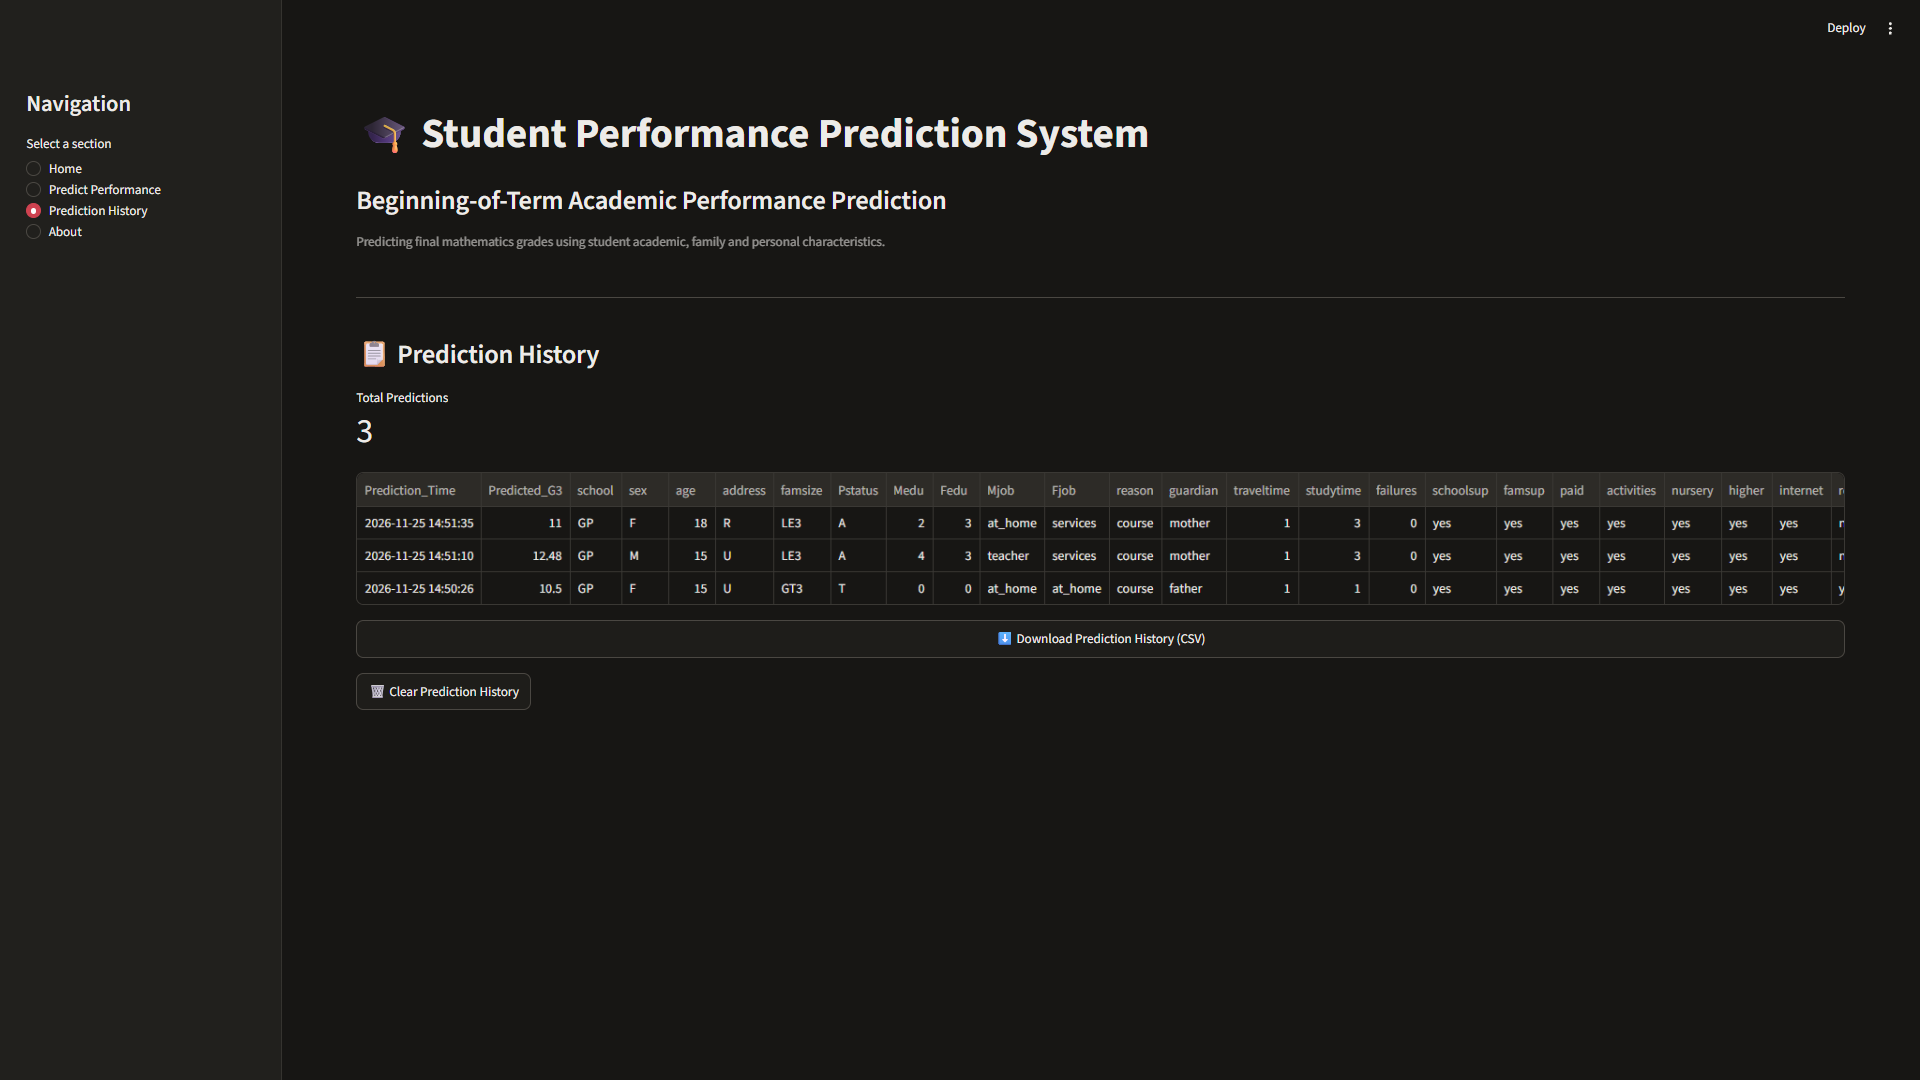 Deploy
Navigation
Select a section
Home
Predict Performance
Prediction History
About
Student Performance Prediction System
Beginning-of-Term Academic Performance Prediction
Predicting final mathematics grades using student academic, family and personal characteristics.
Prediction History
Total Predictions
3
Prediction_Time Predicted_G3 school sex age address famsize Pstatus Medu Fedu Mjob Fjob reason guardian traveltime studytime failures schoolsup famsup paid activities nursery higher internet
2026-11-25 14:51:35 11 GP F 18 R LE3 A 2 3 at_home services course mother 1 3 0 yes yes yes yes yes yes yes
2026-11-25 14:51:10 12.48 GP M 15 U LE3 A 4 3 teacher services course mother 1 3 0 yes yes yes yes yes yes yes
2026-11-25 14:50:26 10.5 GP F 15 U GT3 T 0 0 at_home at_home course father 1 1 0 yes yes yes yes yes yes yes
Download Prediction History (CSV)
Clear Prediction History